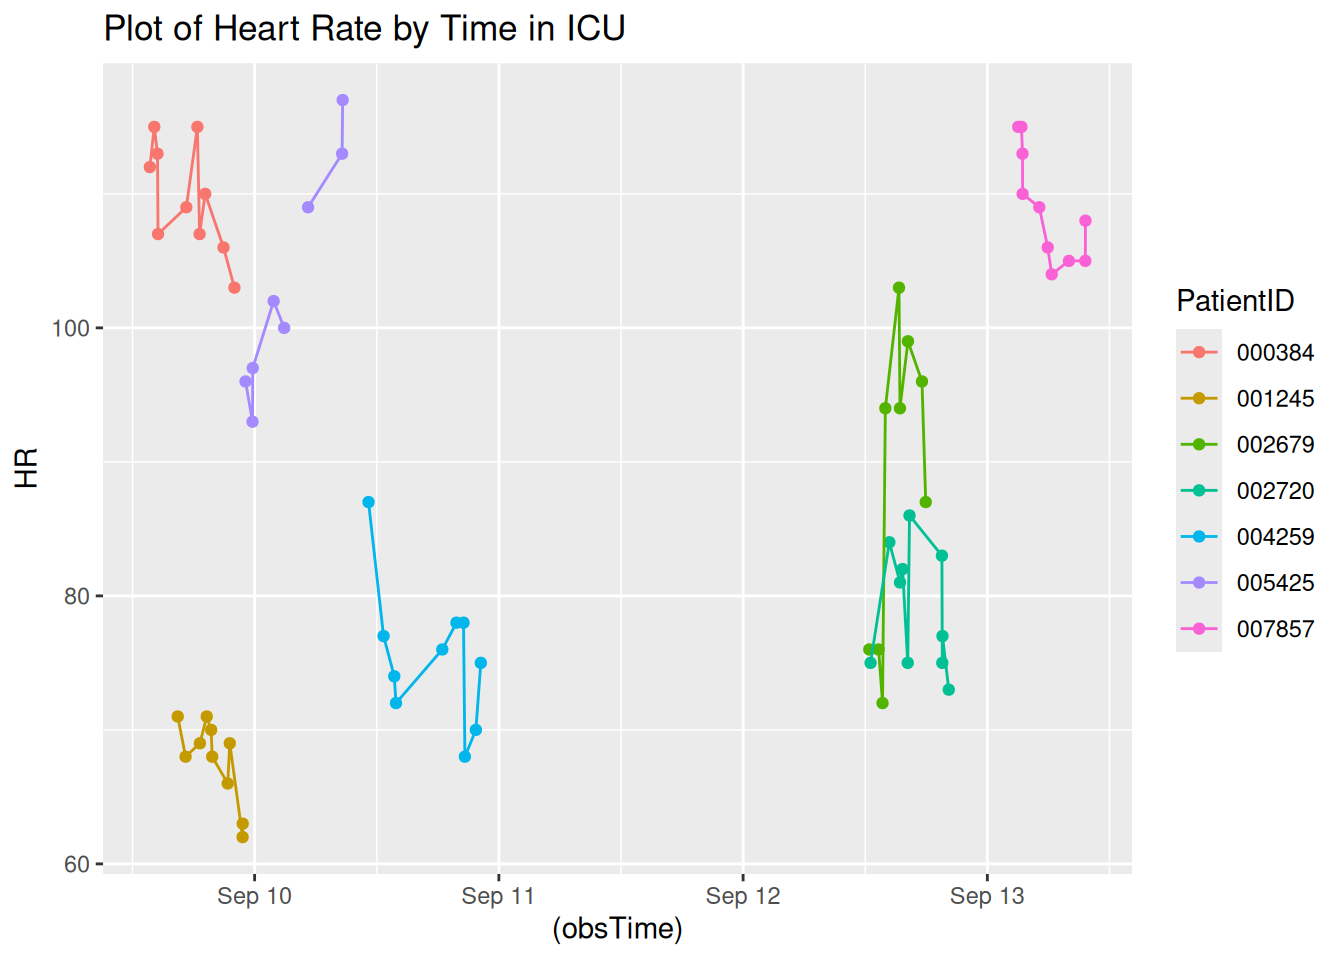 Plot of Heart Rate by Time in ICU
HR
100
80
60
Sep 10
Sep 11
Sep 12
Sep 13
(obsTime)
PatientID
000384
001245
002679
002720
004259
005425
007857